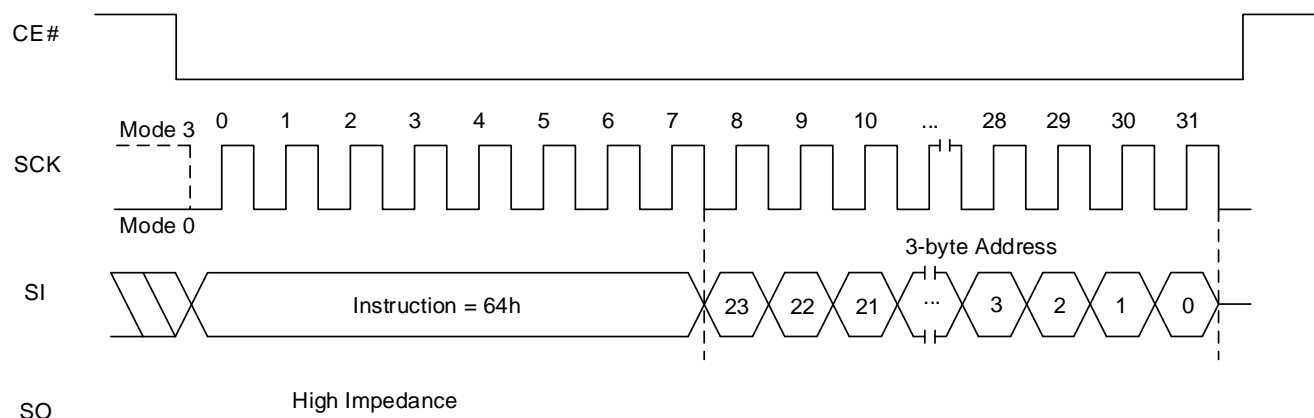 CE#
Mode 3
0 1 2 3 4 5 6 7 8 9 10 ... 28 29 30 31
SCK
Mode 0
3-byte Address
SI
Instruction = 64h
23 22 21 ... 3 2 1 0
High Impedance
SO